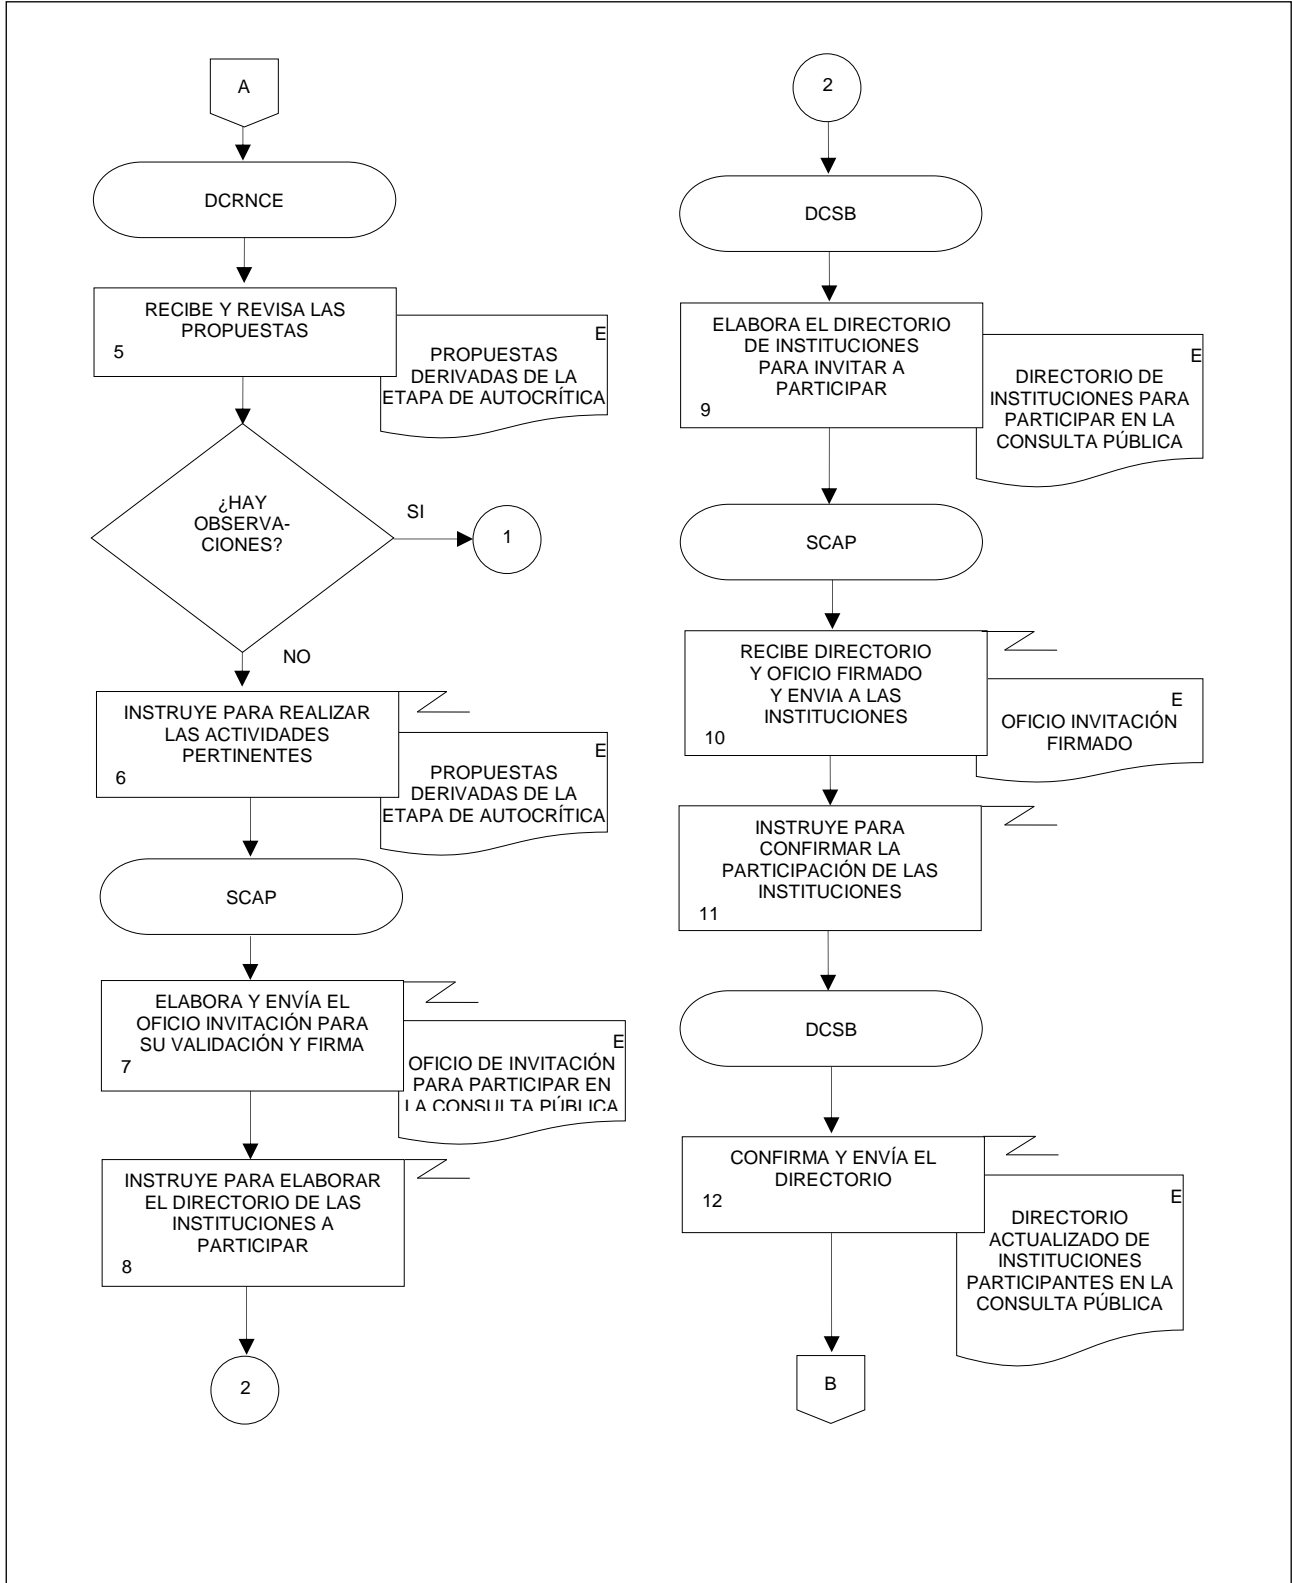 A
DCRNCE
RECIBE Y REVISA LAS
PROPUESTAS
5
E
PROPUESTAS
DERIVADAS DE LA
ETAPA DE AUTOCRÍTICA
¿HAY
OBSERVA-
CIONES?
SI
1
NO
INSTRUYE PARA REALIZAR
LAS ACTIVIDADES
PERTINENTES
6
E
PROPUESTAS
DERIVADAS DE LA
ETAPA DE AUTOCRÍTICA
SCAP
ELABORA Y ENVÍA EL
OFICIO INVITACIÓN PARA
SU VALIDACIÓN Y FIRMA
7
E
OFICIO DE INVITACIÓN
PARA PARTICIPAR EN
LA CONSULTA PÚBLICA
INSTRUYE PARA ELABORAR
EL DIRECTORIO DE LAS
INSTITUCIONES A
PARTICIPAR
8
2
2
DCSB
ELABORA EL DIRECTORIO
DE INSTITUCIONES
PARA INVITAR A
PARTICIPAR
9
E
DIRECTORIO DE
INSTITUCIONES PARA
PARTICIPAR EN LA
CONSULTA PÚBLICA
SCAP
RECIBE DIRECTORIO
Y OFICIO FIRMADO
Y ENVIA A LAS
INSTITUCIONES
10
E
OFICIO INVITACIÓN
FIRMADO
INSTRUYE PARA
CONFIRMAR LA
PARTICIPACIÓN DE LAS
INSTITUCIONES
11
DCSB
CONFIRMA Y ENVÍA EL
DIRECTORIO
12
E
DIRECTORIO
ACTUALIZADO DE
INSTITUCIONES
PARTICIPANTES EN LA
CONSULTA PÚBLICA
B